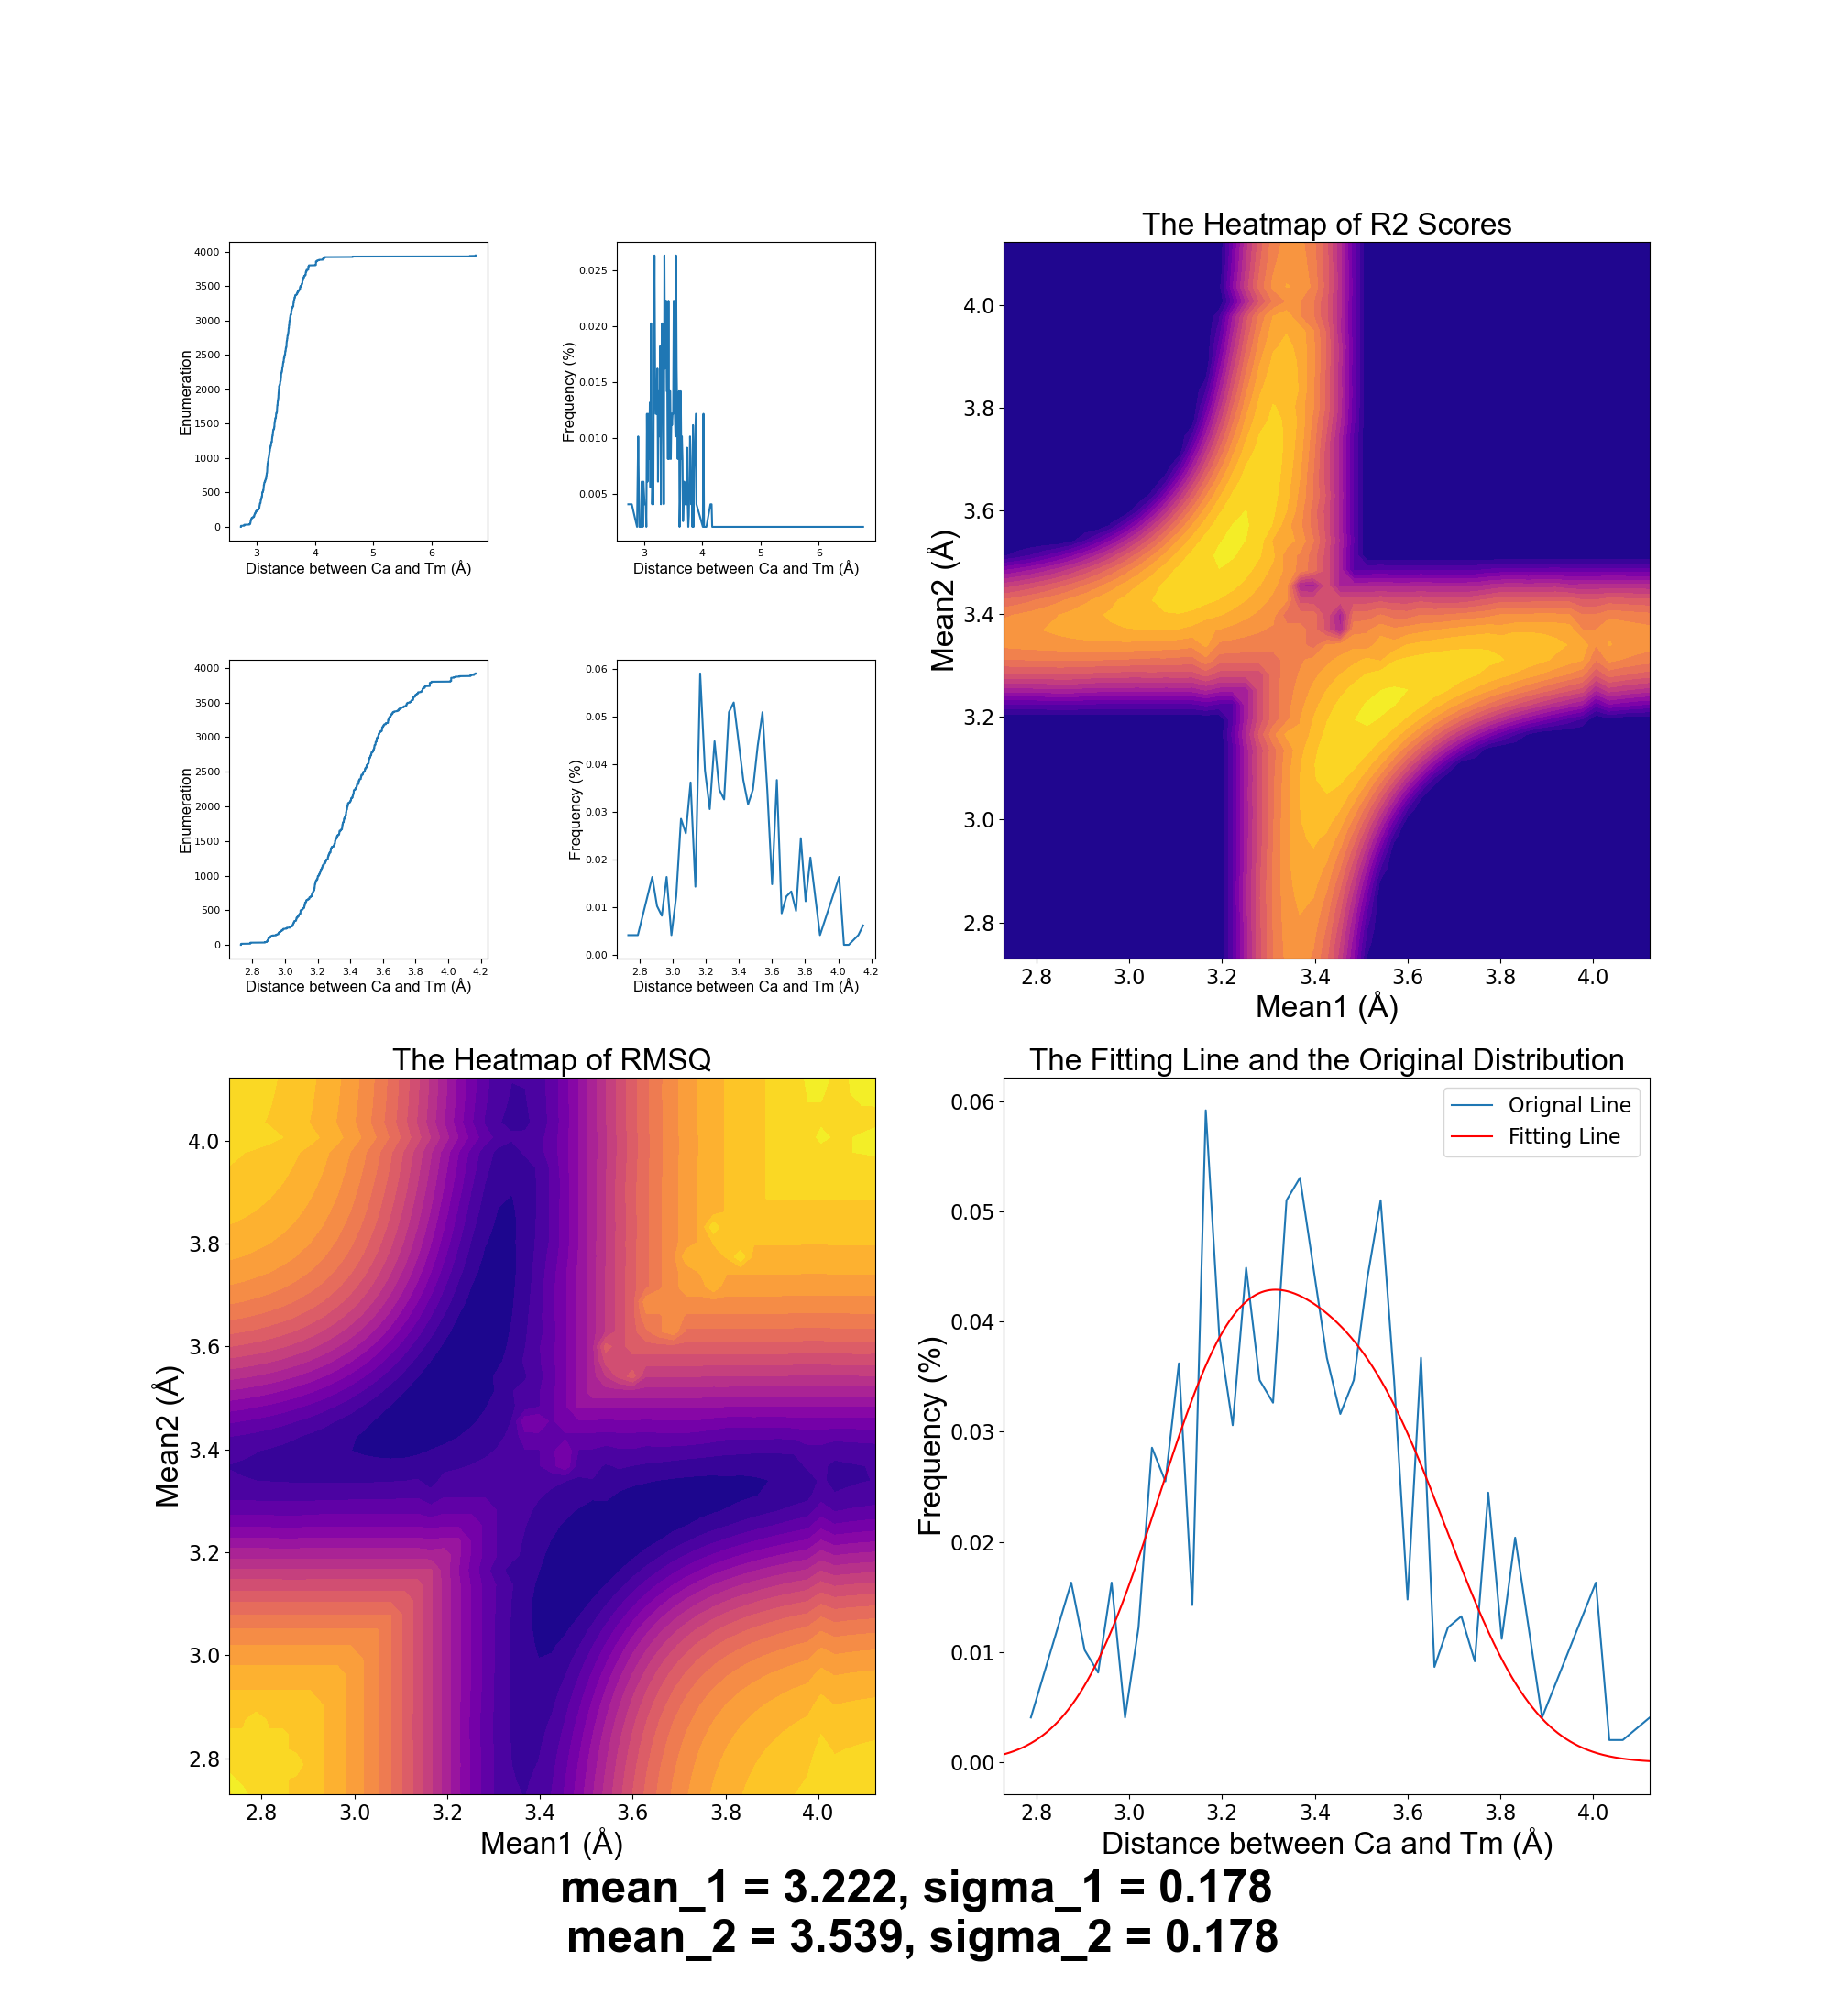 4000
3500
3000
2500
2000
1500
1000
500
0
Enumeration
3 4 5 6
Distance between Ca and Tm (Å)
0.025
0.020
0.015
0.010
0.005
Frequency (%)
3 4 5 6
Distance between Ca and Tm (Å)
The Heatmap of R2 Scores
4.0
3.8
3.6
3.4
3.2
3.0
2.8
Mean2 (Å)
2.8 3.0 3.2 3.4 3.6 3.8 4.0
Mean1 (Å)
4000
3500
3000
2500
2000
1500
1000
500
0
Enumeration
2.8 3.0 3.2 3.4 3.6 3.8 4.0 4.2
Distance between Ca and Tm (Å)
0.06
0.05
0.04
0.03
0.02
0.01
0.00
Frequency (%)
2.8 3.0 3.2 3.4 3.6 3.8 4.0 4.2
Distance between Ca and Tm (Å)
The Heatmap of RMSQ
4.0
3.8
3.6
3.4
3.2
3.0
2.8
Mean2 (Å)
2.8 3.0 3.2 3.4 3.6 3.8 4.0
Mean1 (Å)
The Fitting Line and the Original Distribution
Orignal Line
Fitting Line
0.06
0.05
0.04
0.03
0.02
0.01
0.00
Frequency (%)
2.8 3.0 3.2 3.4 3.6 3.8 4.0
Distance between Ca and Tm (Å)
mean_1 = 3.222, sigma_1 = 0.178
mean_2 = 3.539, sigma_2 = 0.178